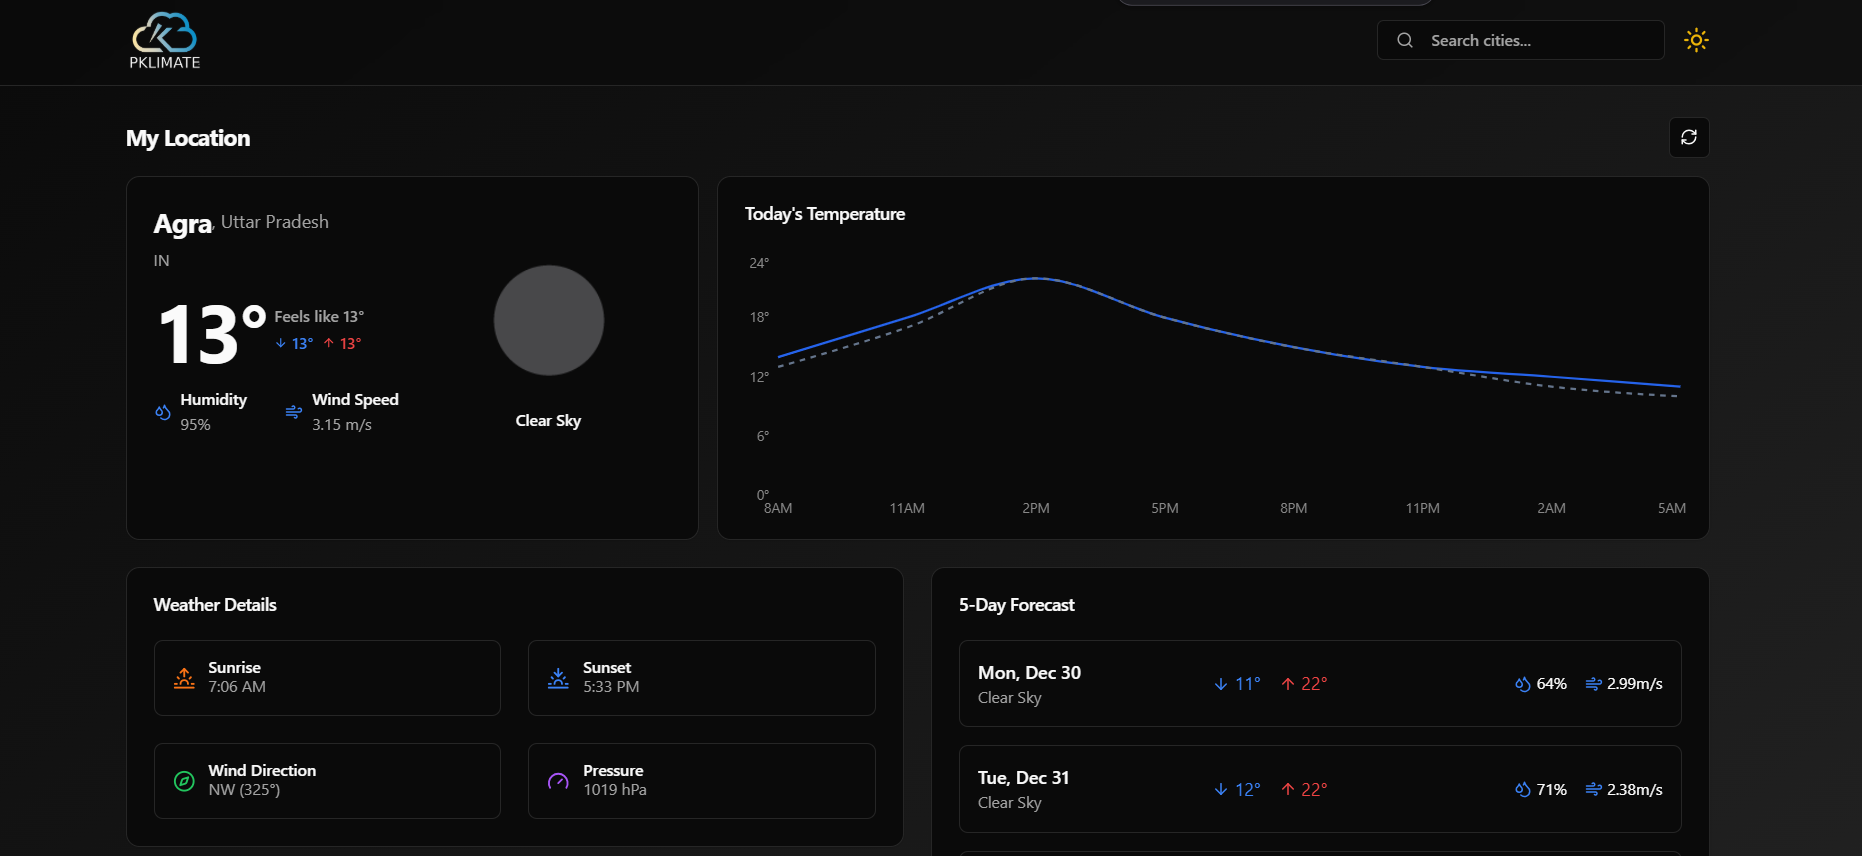 PKLIMATE
Search cities...
My Location
Agra, Uttar Pradesh
IN
13° Feels like 13°
↓ 13° ↑ 13°
Humidity
95%
Wind Speed
3.15 m/s
Clear Sky
Today's Temperature
24°
18°
12°
6°
0°
8AM 11AM 2PM 5PM 8PM 11PM 2AM 5AM
Weather Details
Sunrise
7:06 AM
Sunset
5:33 PM
Wind Direction
NW (325°)
Pressure
1019 hPa
5-Day Forecast
Mon, Dec 30
Clear Sky
↓ 11° ↑ 22°
64% 2.99m/s
Tue, Dec 31
Clear Sky
↓ 12° ↑ 22°
71% 2.38m/s